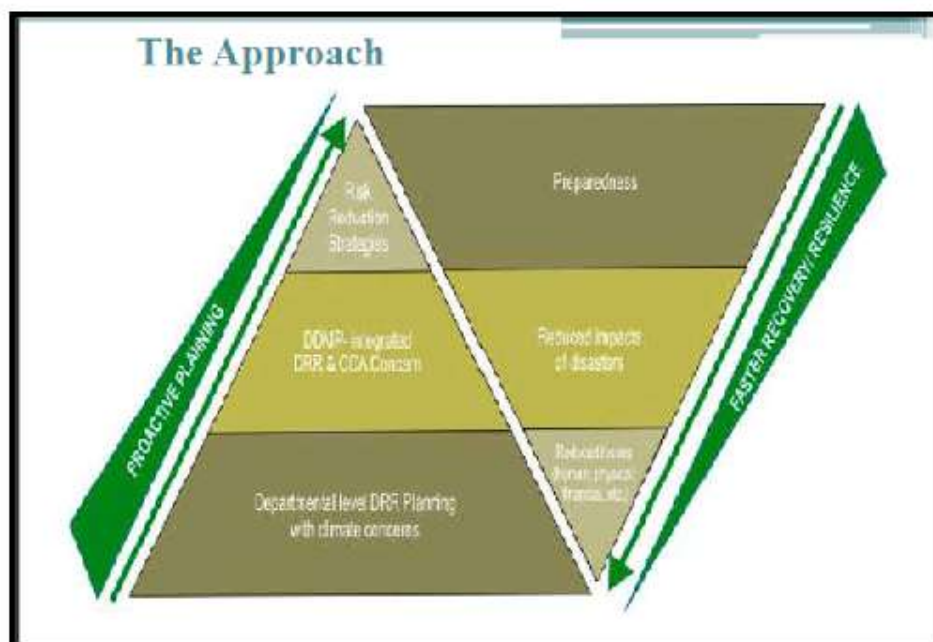 The Approach
Risk
Reduction
Strategies
Preparedness
DDMP- integrated
DRR & CCA Concern
Reduced impacts
of disasters
Departmental level DRR Planning
with climate concerns
Reduced losses
(human, physical,
financial, etc.)
PROACTIVE PLANNING
FASTER RECOVERY/ RESILIENCE